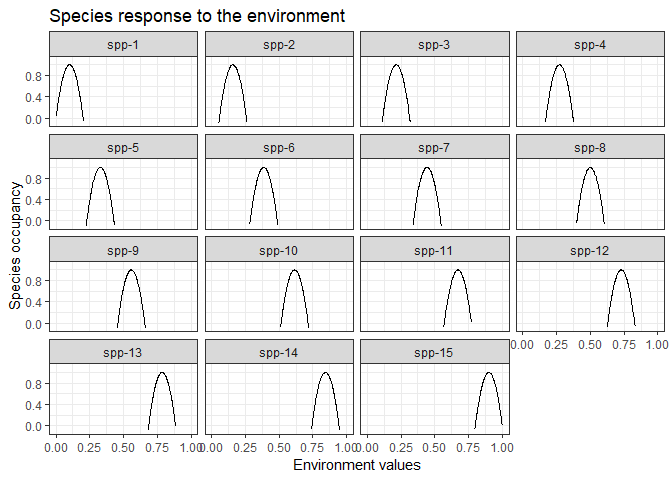 Species response to the environment
spp-1 spp-2 spp-3 spp-4
0.8
0.4
0.0
spp-5 spp-6 spp-7 spp-8
0.8
0.4
0.0
Species occupancy
spp-9 spp-10 spp-11 spp-12
0.8
0.4
0.0
0.00 0.25 0.50 0.75 1.00
spp-13 spp-14 spp-15
0.8
0.4
0.0
0.00 0.25 0.50 0.75 1.00 0.00 0.25 0.50 0.75 1.00 0.00 0.25 0.50 0.75 1.00
Environment values